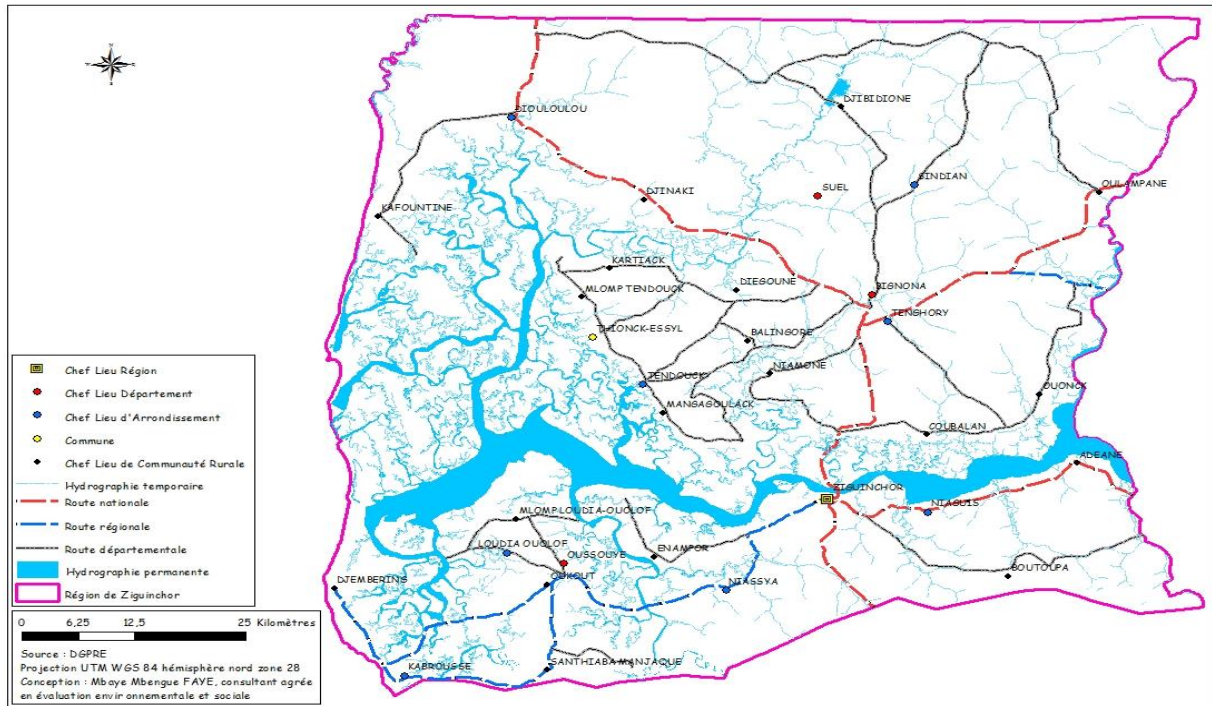 DIOULOULOU
DJIBIDIONE
SINDIAN
SUEL
OULAMPANE
DJINAKI
KAFOUNTINE
KARTIACK
DIEGOUNE
MLOMP TENDOUCK
BIGNONA
TENGHORY
THIONCK-ESSYL
BALINGORE
NIAMONE
TENDOUCK
OUONCK
MANGAGOULACK
COUBALAN
ADEANE
ZIGUINCHOR
NIAGUIS
MLOMP LOUDIA-OUOLOF
LOUDIA OUOLOF
OUSSOUYE
ENAMPOR
OUKOUT
BOUTOUPA
DJEMBERING
NIASSYA
SANTHIABA MANJAQUE
KABROUSSE
Chef Lieu Région
Chef Lieu Département
Chef Lieu d'Arrondissement
Commune
Chef Lieu de Communauté Rurale
Hydrographie temporaire
Route nationale
Route régionale
Route départementale
Hydrographie permanente
Région de Ziguinchor
0 6,25 12,5 25 Kilomètres
Source : DGPRE
Projection UTM WGS 84 hémisphère nord zone 28
Conception : Mbaye Mbengue FAYE, consultant agrée
en évaluation envir onnementale et sociale